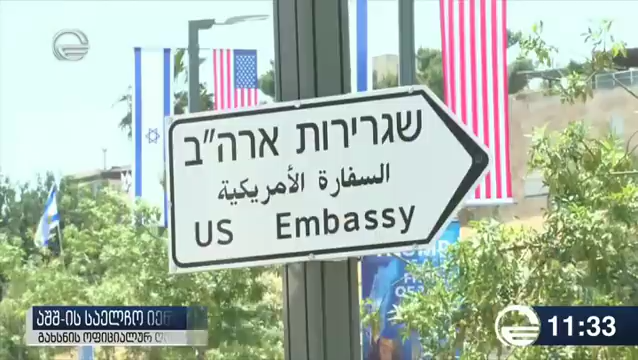 שגרירות ארה"ב
السفارة الأمريكية
US Embassy
აშშ-ის საელჩო
გახსნის ოფიციალურ
11:33